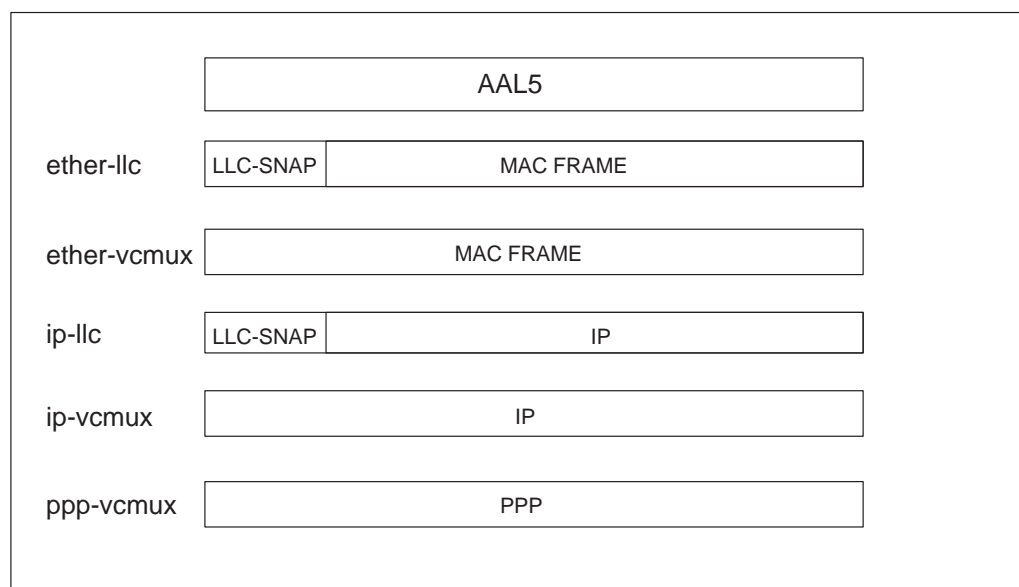 AAL5
ether-llc LLC-SNAP MAC FRAME
ether-vcmux MAC FRAME
ip-llc LLC-SNAP IP
ip-vcmux IP
ppp-vcmux PPP